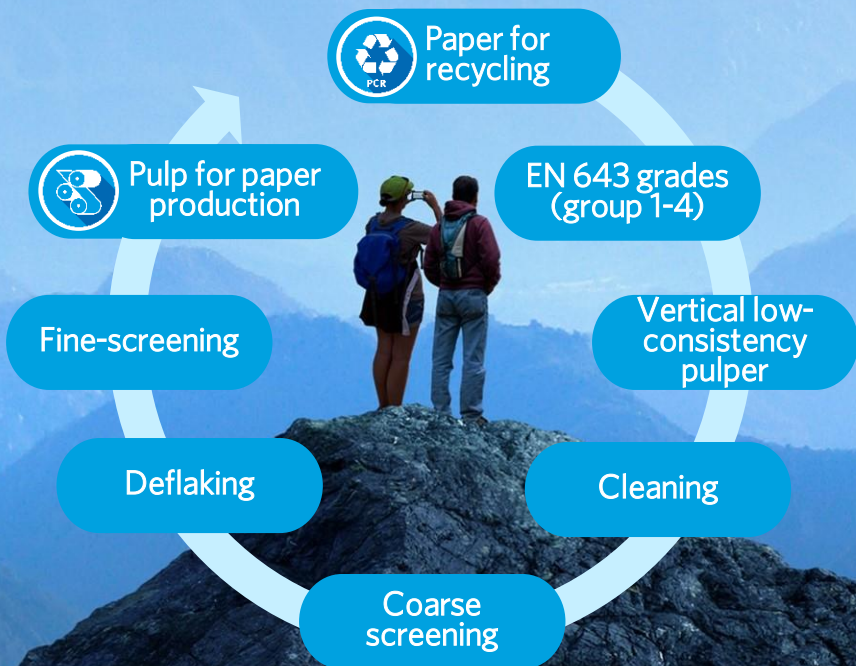 Paper for
recycling
PCR
EN 643 grades
(group 1-4)
Vertical low-
consistency
pulper
Cleaning
Coarse
screening
Deflaking
Fine-screening
Pulp for paper
production